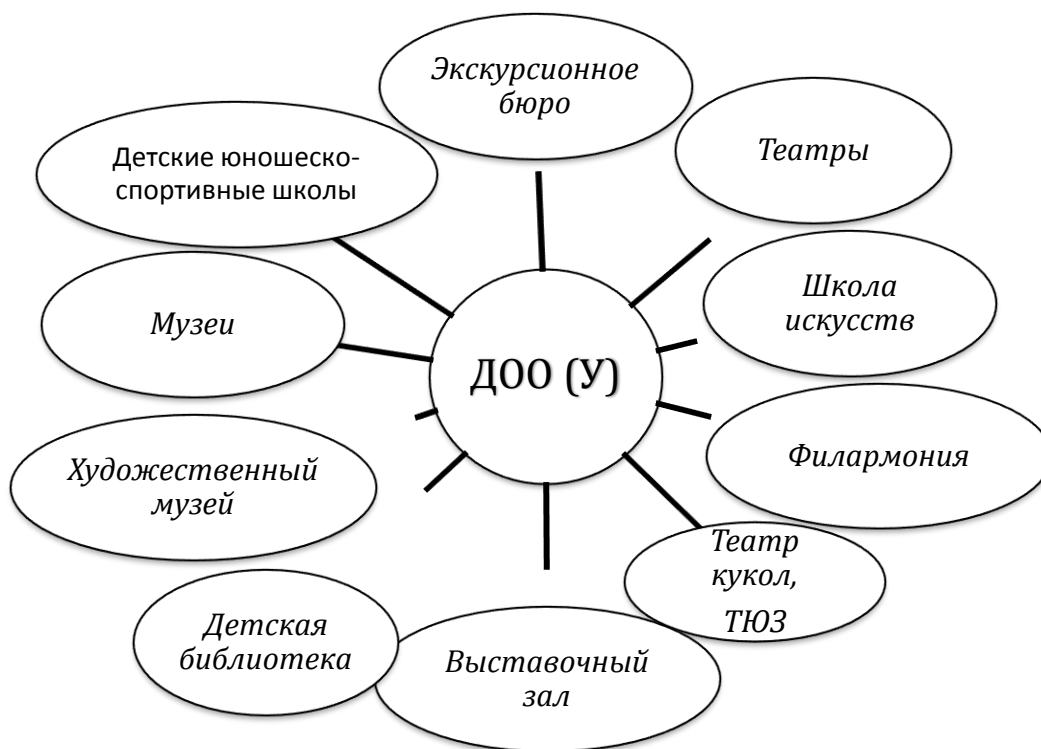 Экскурсионное
бюро
Театры
Детские юношеско-
спортивные школы
Школа
искусств
Музеи
ДОО (У)
Филармония
Художественный
музей
Театр
кукол,
ТЮЗ
Детская
библиотека
Выставочный
зал